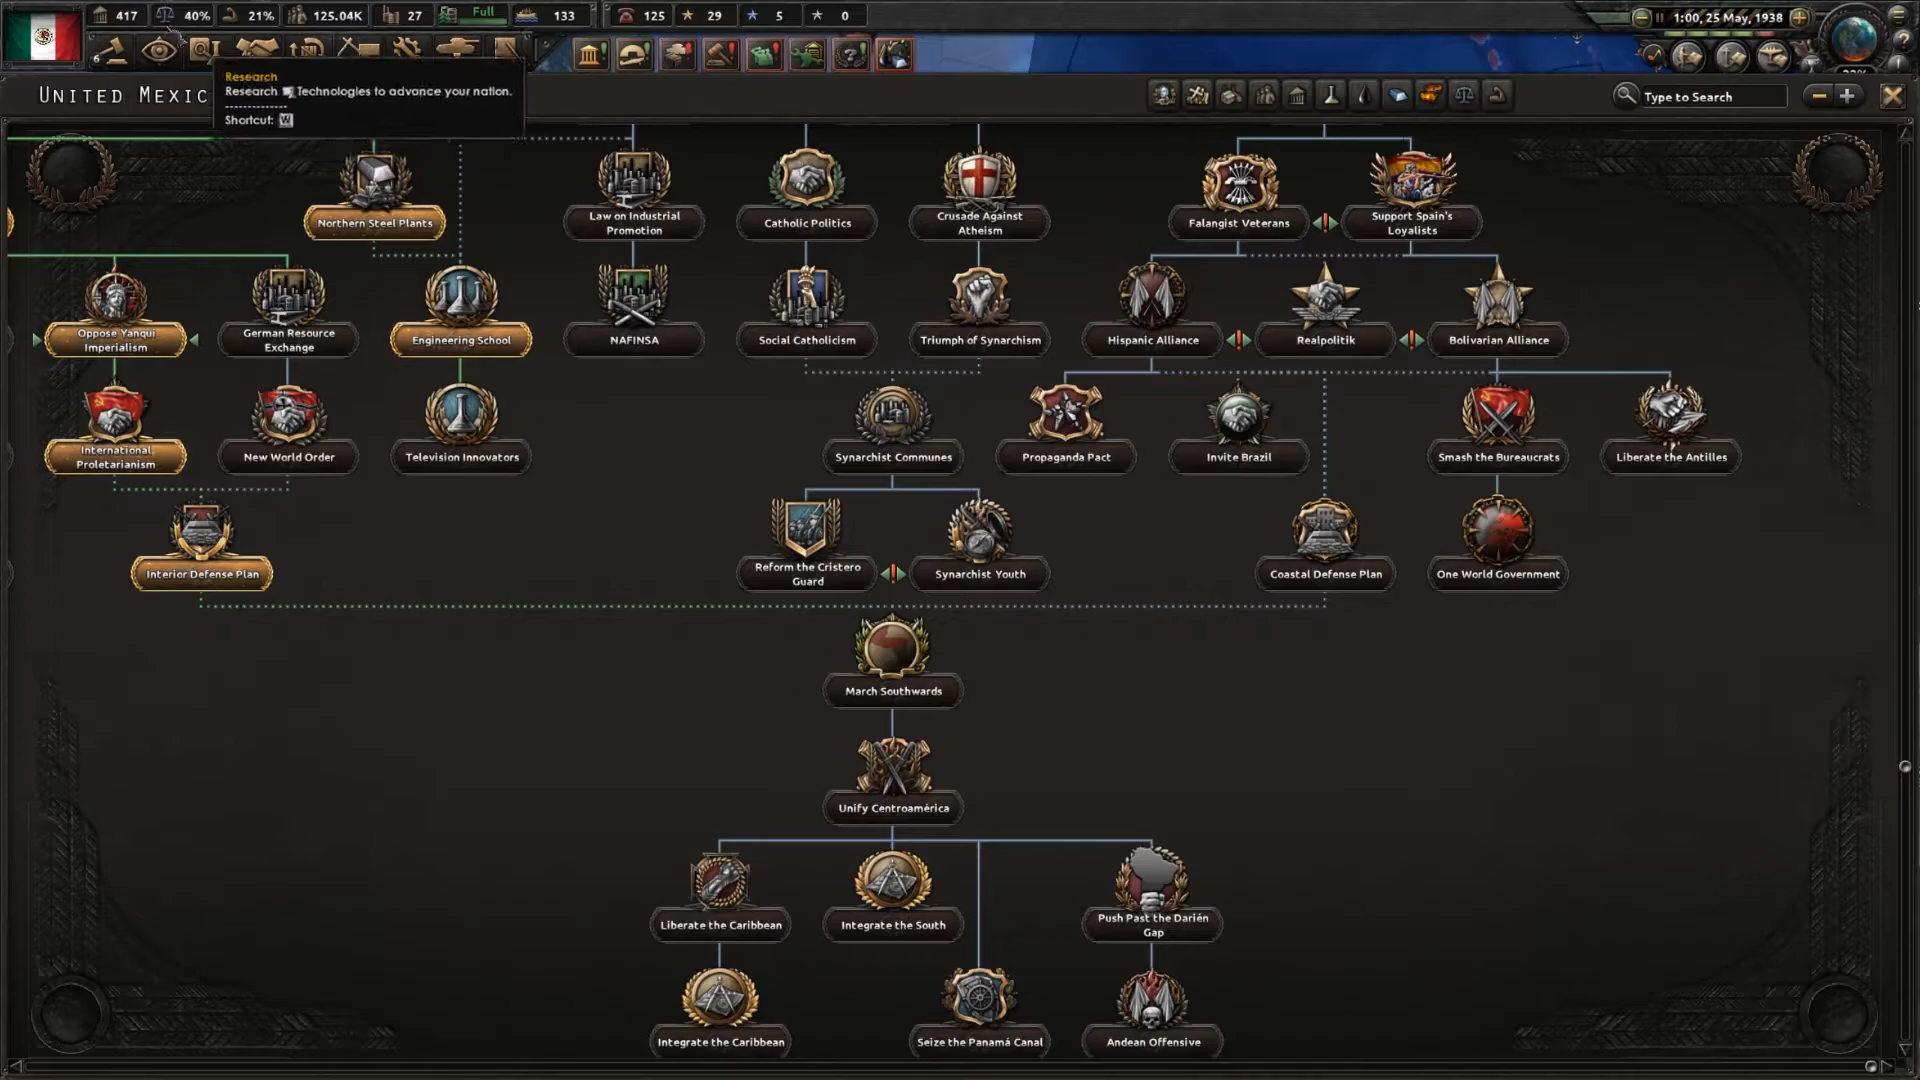 417 40% 21% 125.04K 27 Full 133 125 29 5 0 1:00, 25 May, 1938
6
UNITED MEXIC
Research
Research Technologies to advance your nation.
--------------
Shortcut: W
Type to Search
Northern Steel Plants
Law on Industrial
Promotion
Catholic Politics
Crusade Against
Atheism
Falangist Veterans
Support Spain's
Loyalists
Oppose Yanqui
Imperialism
German Resource
Exchange
Engineering School
NAFINSA
Social Catholicism
Triumph of Synarchism
Hispanic Alliance
Realpolitik
Bolivarian Alliance
International
Proletarianism
New World Order
Television Innovators
Synarchist Communes
Propaganda Pact
Invite Brazil
Smash the Bureaucrats
Liberate the Antilles
Interior Defense Plan
Reform the Cristero
Guard
Synarchist Youth
Coastal Defense Plan
One World Government
March Southwards
Unify Centroamérica
Liberate the Caribbean
Integrate the South
Push Past the Darién
Gap
Integrate the Caribbean
Seize the Panamá Canal
Andean Offensive